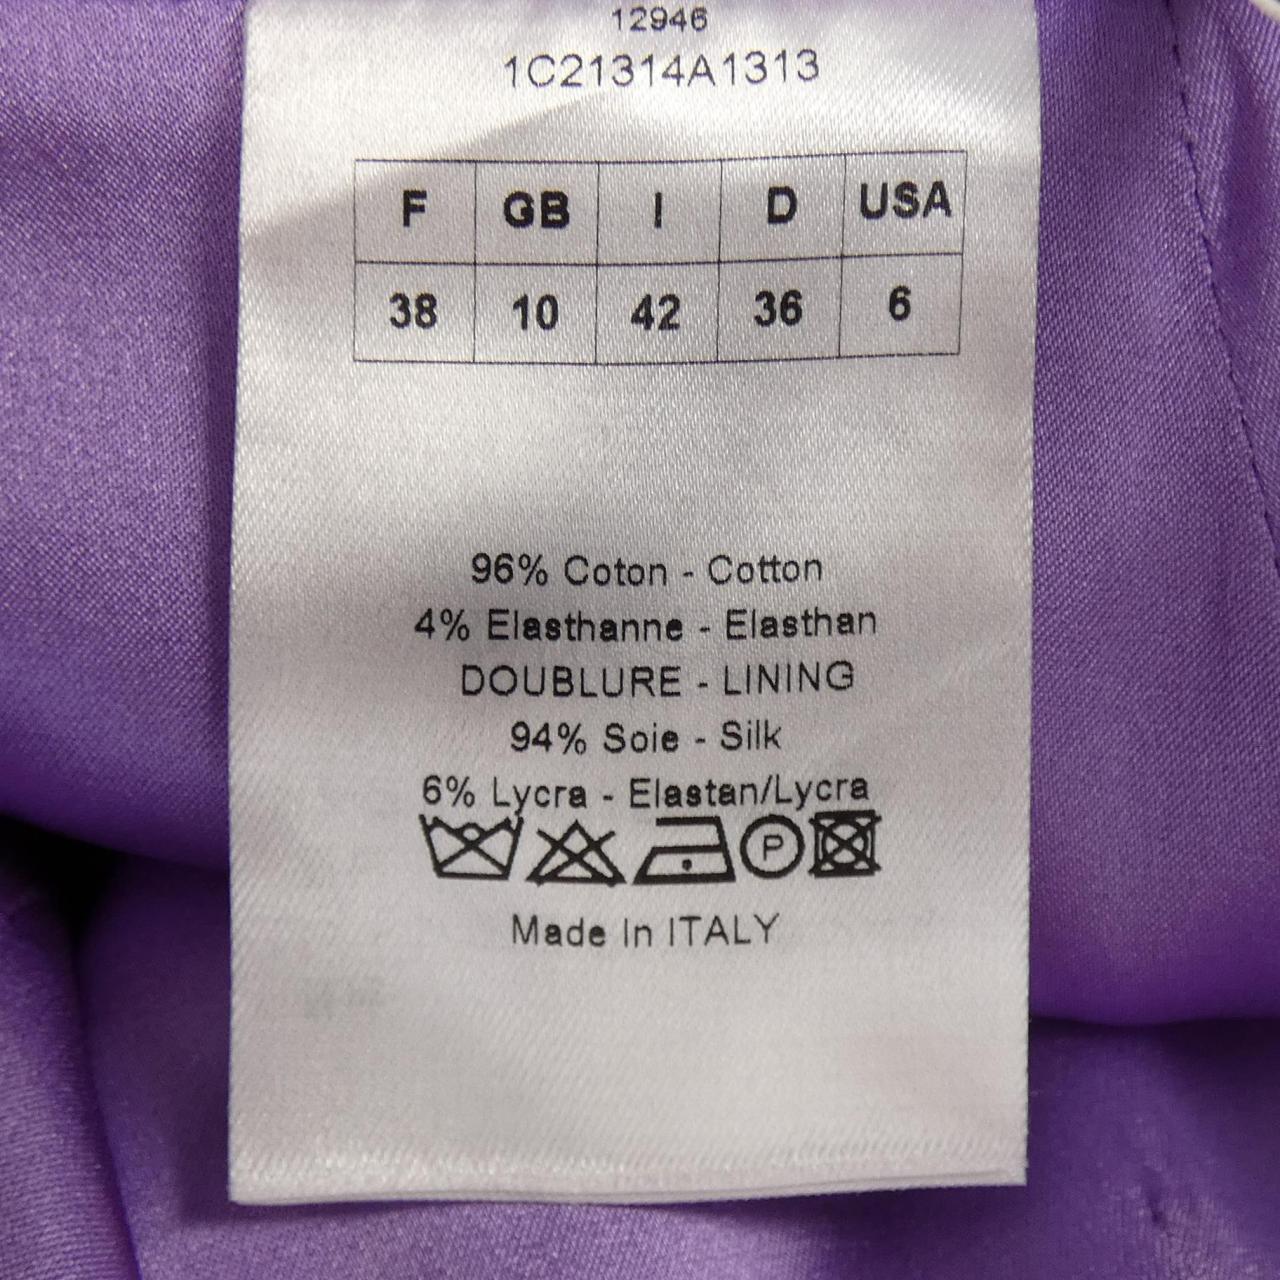 12946
1C21314A1313
F GB I D USA
38 10 42 36 6
96% Coton - Cotton
4% Elasthanne - Elasthan
DOUBLURE - LINING
94% Soie - Silk
6% Lycra - Elastan/Lycra
P
Made in ITALY